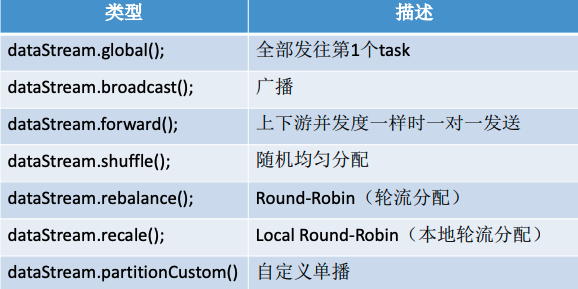 类型 描述
dataStream.global(); 全部发往第1个task
dataStream.broadcast(); 广播
dataStream.forward(); 上下游并发度一样时一对一发送
dataStream.shuffle(); 随机均匀分配
dataStream.rebalance(); Round-Robin（轮流分配）
dataStream.recale(); Local Round-Robin（本地轮流分配）
dataStream.partitionCustom() 自定义单播